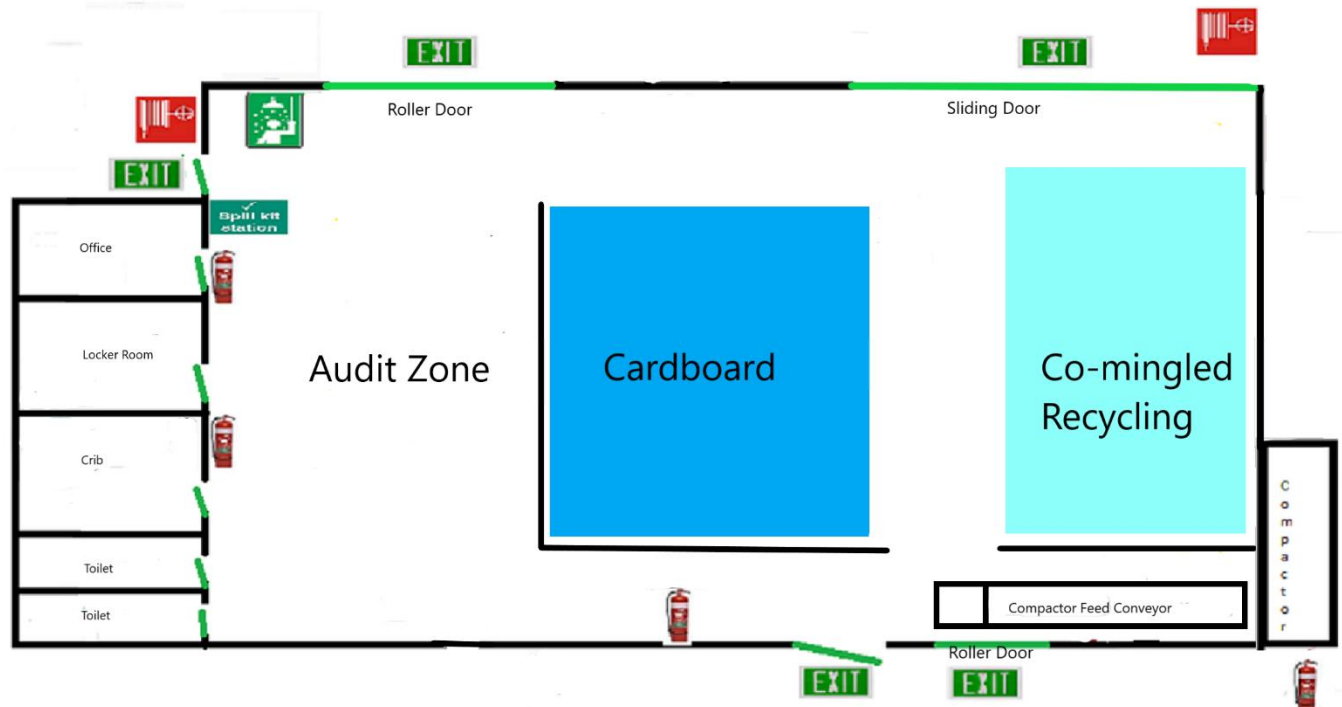 EXIT
EXIT
Roller Door
Sliding Door
EXIT
Spill kit
station
Office
Locker Room
Audit Zone
Cardboard
Co-mingled
Recycling
Crib
Compactor
Toilet
Toilet
Compactor Feed Conveyor
Roller Door
EXIT
EXIT